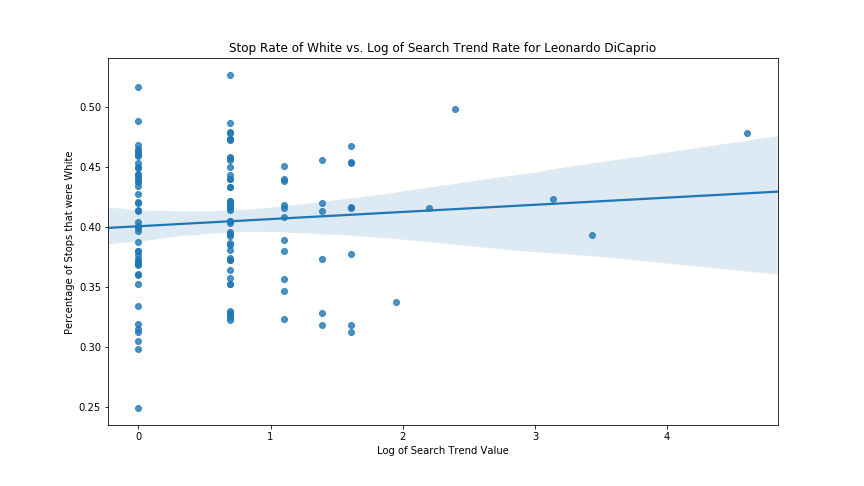 Stop Rate of White vs. Log of Search Trend Rate for Leonardo DiCaprio
Percentage of Stops that were White
0.50
0.45
0.40
0.35
0.30
0.25
0 1 2 3 4
Log of Search Trend Value